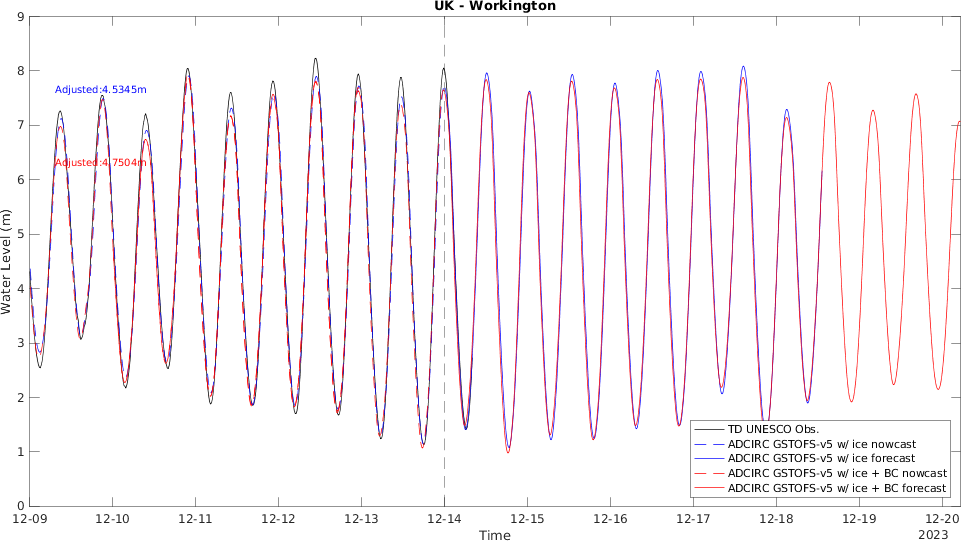 UK - Workington
9
8
7
6
5
4
3
2
1
0
Water Level (m)
Adjusted:4.5345m
Adjusted:4.7504m
TD UNESCO Obs.
ADCIRC GSTOFS-v5 w/ ice nowcast
ADCIRC GSTOFS-v5 w/ ice forecast
ADCIRC GSTOFS-v5 w/ ice + BC nowcast
ADCIRC GSTOFS-v5 w/ ice + BC forecast
12-09 12-10 12-11 12-12 12-13 12-14 12-15 12-16 12-17 12-18 12-19 12-20
Time
2023